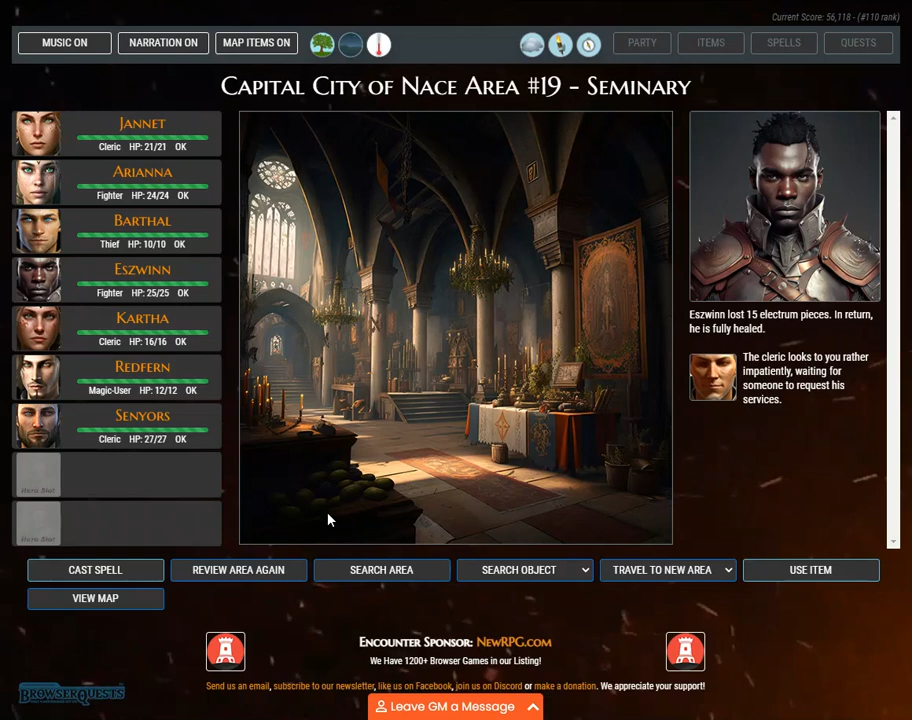 Current Score: 56,118 - (#110 rank)
MUSIC ON
NARRATION ON
MAP ITEMS ON
PARTY
ITEMS
SPELLS
QUESTS
Capital City of Nace Area #19 - Seminary
Jannet
Cleric HP: 21/21 OK
Arianna
Fighter HP: 24/24 OK
Barthal
Thief HP: 10/10 OK
Eszwinn
Fighter HP: 25/25 OK
Kartha
Cleric HP: 16/16 OK
Redfern
Magic-User HP: 12/12 OK
Senyors
Cleric HP: 27/27 OK
Hero Slot
Hero Slot
Eszwinn lost 15 electrum pieces. In return,
he is fully healed.
The cleric looks to you rather
impatiently, waiting for
someone to request his
services.
CAST SPELL
REVIEW AREA AGAIN
SEARCH AREA
SEARCH OBJECT
TRAVEL TO NEW AREA
USE ITEM
VIEW MAP
Encounter Sponsor: NewRPG.com
We Have 1200+ Browser Games in our Listing!
Send us an email, subscribe to our newsletter, like us on Facebook, join us on Discord or make a donation. We appreciate your support!
BrowserQuests
Leave GM a Message